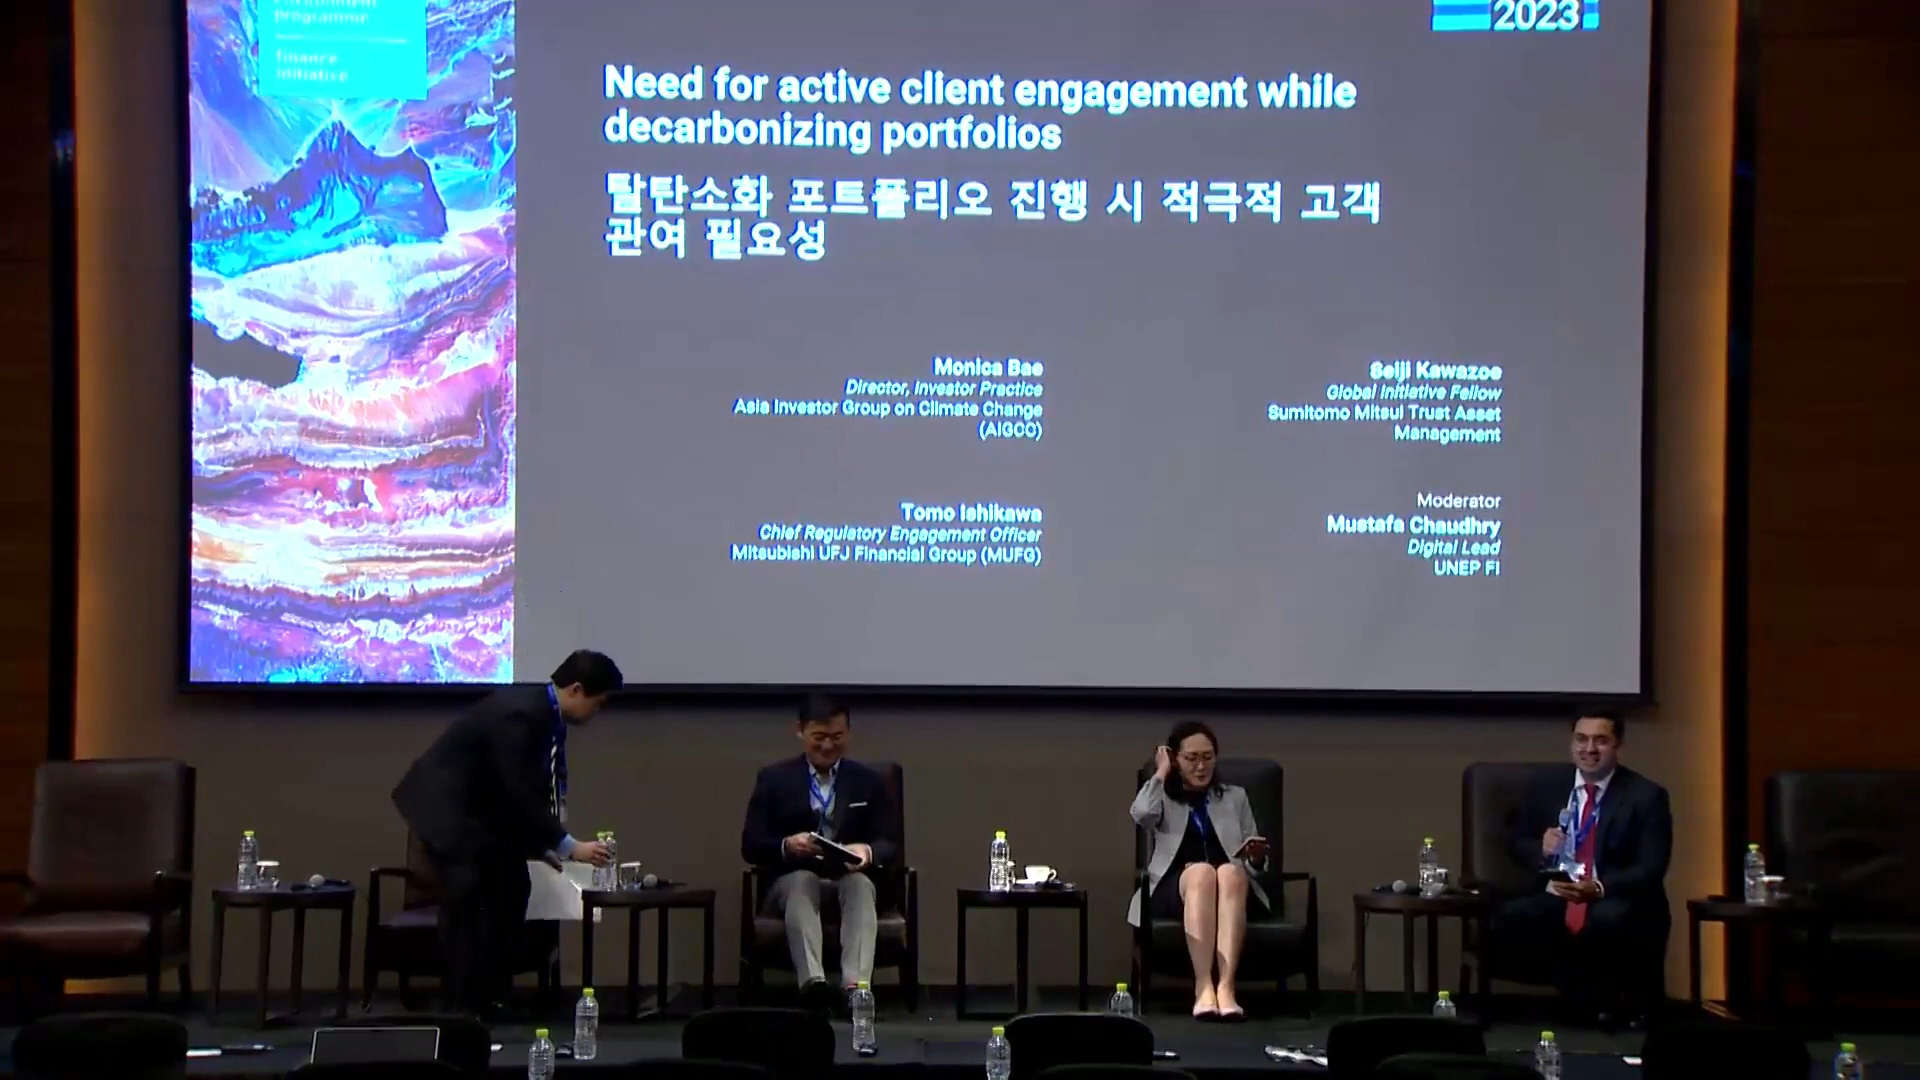 programme
finance
initiative
2023
Need for active client engagement while
decarbonizing portfolios
탈탄소화 포트폴리오 진행 시 적극적 고객
관여 필요성
Monica Bae
Director, Investor Practice
Asia Investor Group on Climate Change
(AIGCC)
Seiji Kawazoe
Global Initiative Fellow
Sumitomo Mitsui Trust Asset
Management
Tomo Ishikawa
Chief Regulatory Engagement Officer
Mitsubishi UFJ Financial Group (MUFG)
Moderator
Mustafa Chaudhry
Digital Lead
UNEP FI